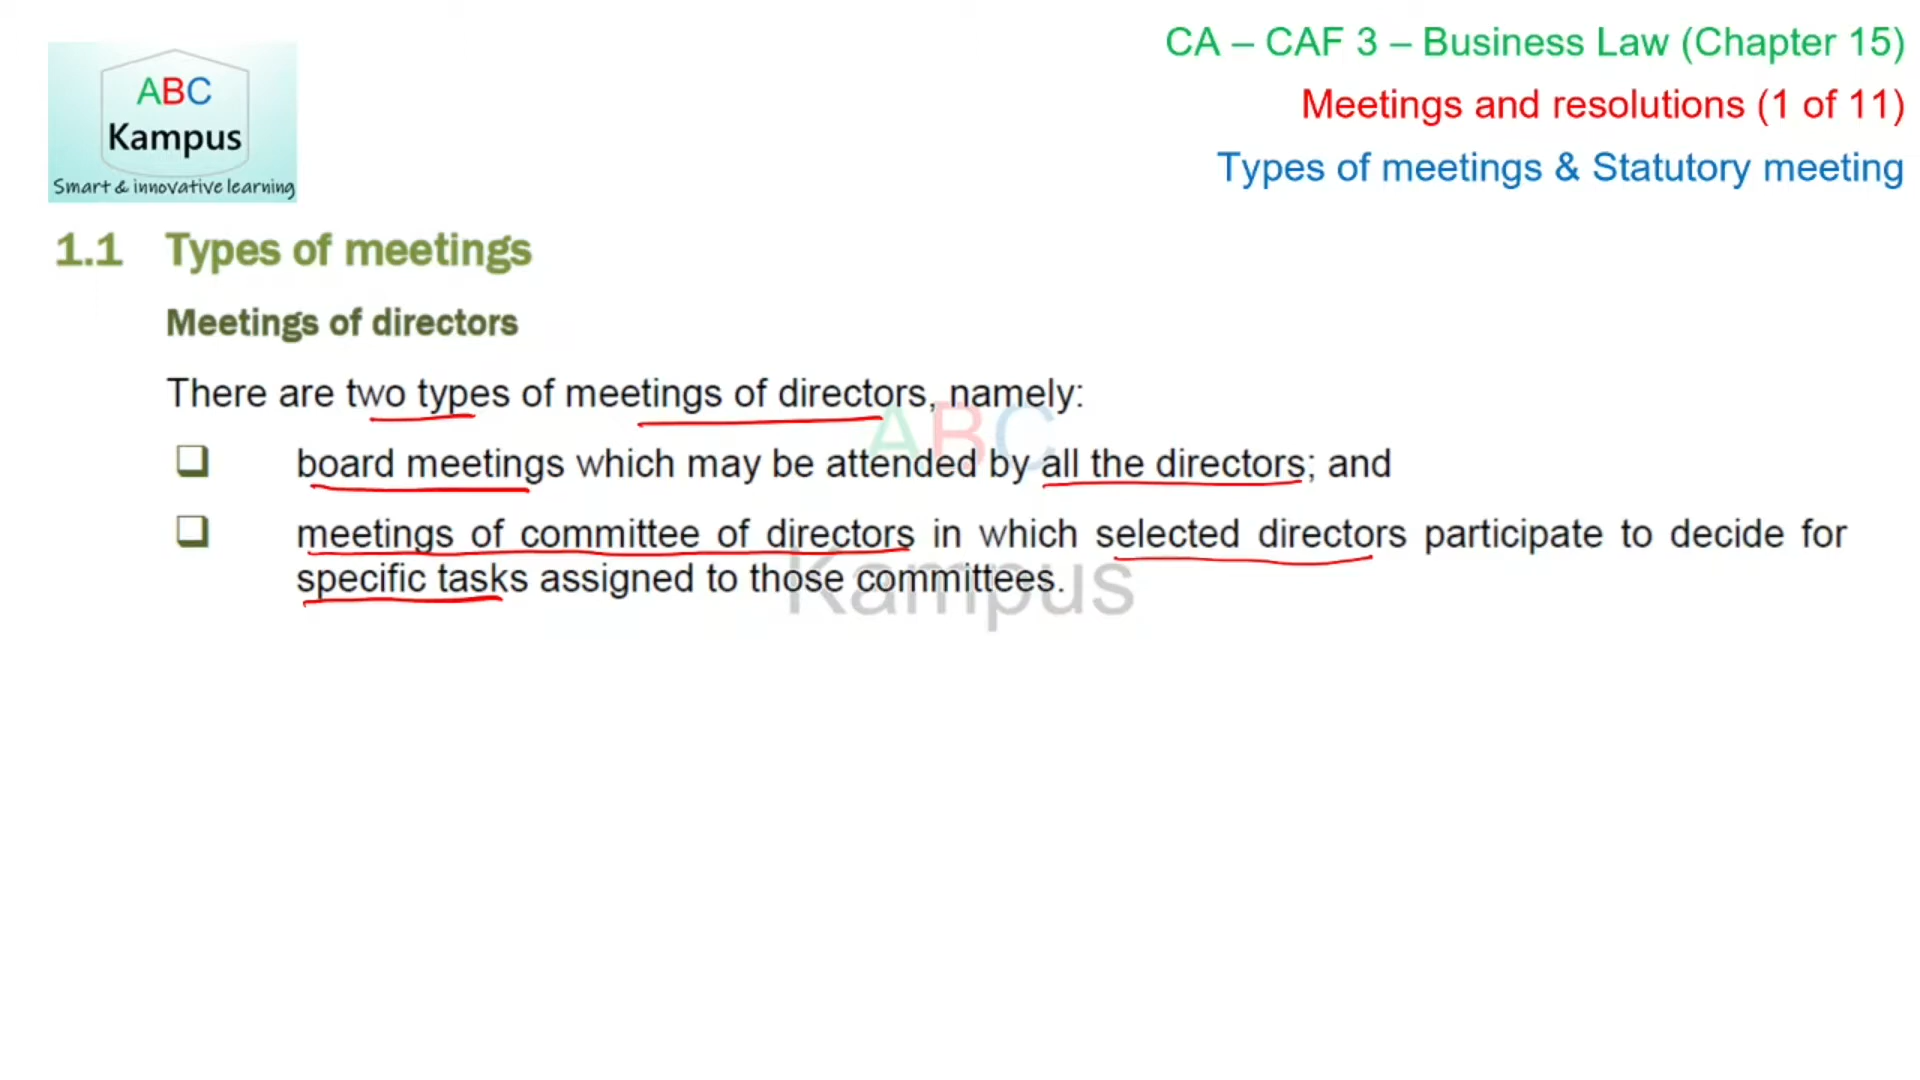 CA – CAF 3 – Business Law (Chapter 15)
Meetings and resolutions (1 of 11)
Types of meetings & Statutory meeting
ABC
Kampus
Smart & innovative learning
1.1 Types of meetings
Meetings of directors
There are two types of meetings of directors, namely:
❑ board meetings which may be attended by all the directors; and
❑ meetings of committee of directors in which selected directors participate to decide for
specific tasks assigned to those committees.
ABC
Kampus